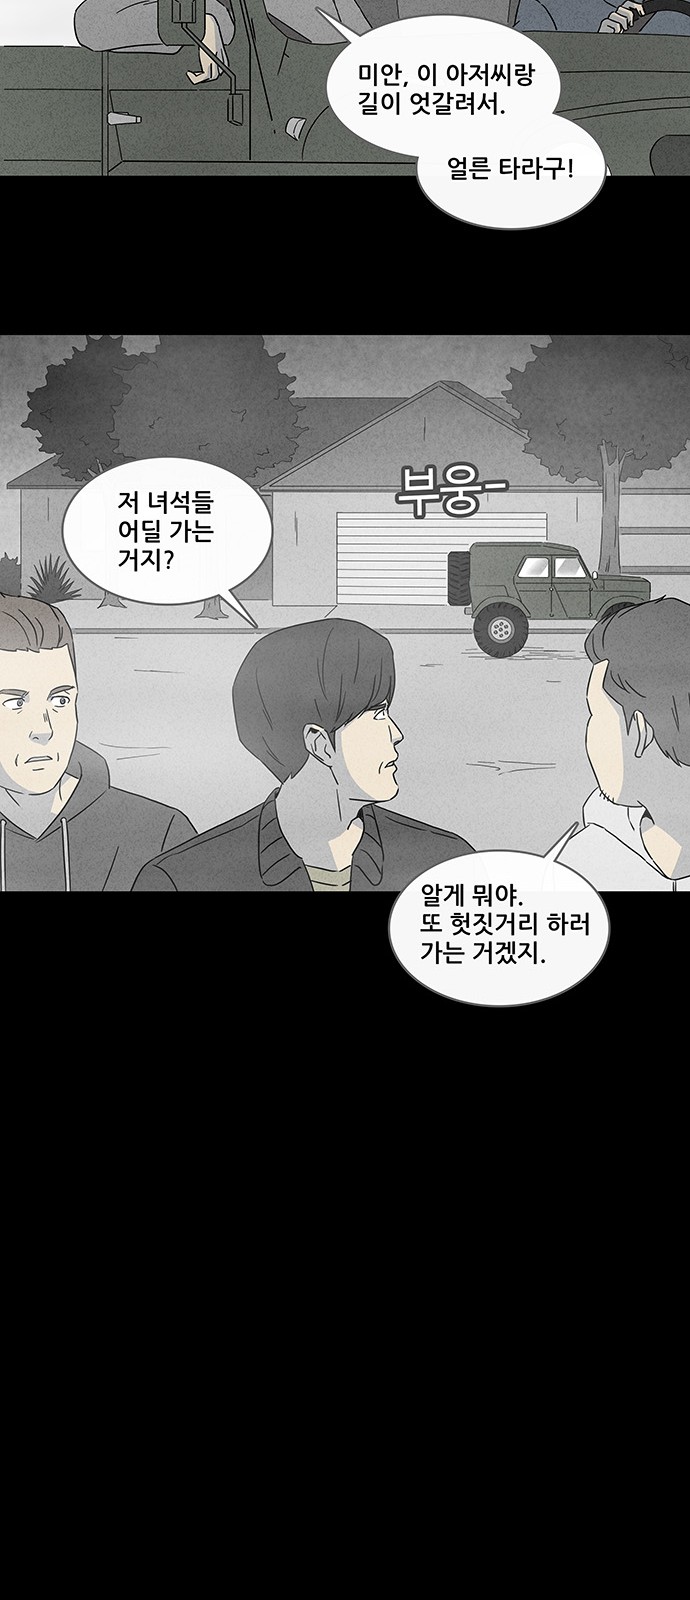 미안, 이 아저씨랑
길이 엇갈려서.
얼른 타라구!
부웅-
저 녀석들
어딜 가는
거지?
알게 뭐야.
또 헛짓거리 하러
가는 거겠지.